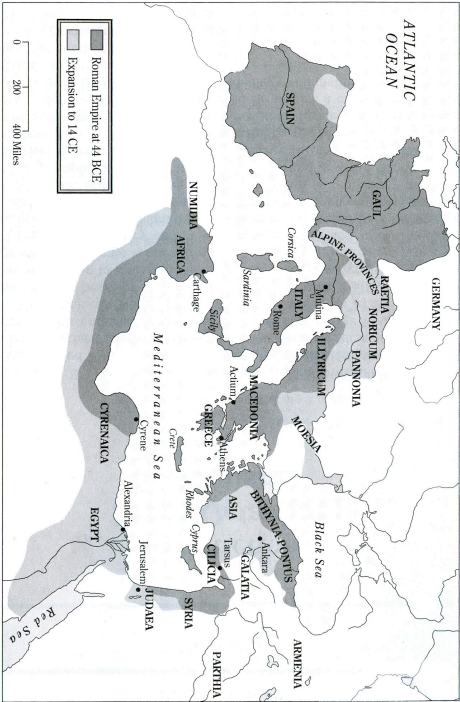 ATLANTIC
OCEAN
SPAIN
GAUL
GERMANY
ALPINE PROVINCES
RAETIA
NORICUM
PANNONIA
ILLYRICUM
MOESIA
Corsica
Sardinia
ITALY
Mutina
Rome
Sicily
NUMIDIA
AFRICA
Carthage
MACEDONIA
Actium
GREECE
Athens
Mediterranean Sea
Crete
Rhodes
Cyprus
Black Sea
BITHYNIA-PONTUS
ASIA
Ankara
GALATIA
Tarsus
CILICIA
ARMENIA
PARTHIA
SYRIA
JUDAEA
Jerusalem
CYRENAICA
Cyrene
Alexandria
EGYPT
Red Sea
Roman Empire at 44 BCE
Expansion to 14 CE
0 200 400 Miles